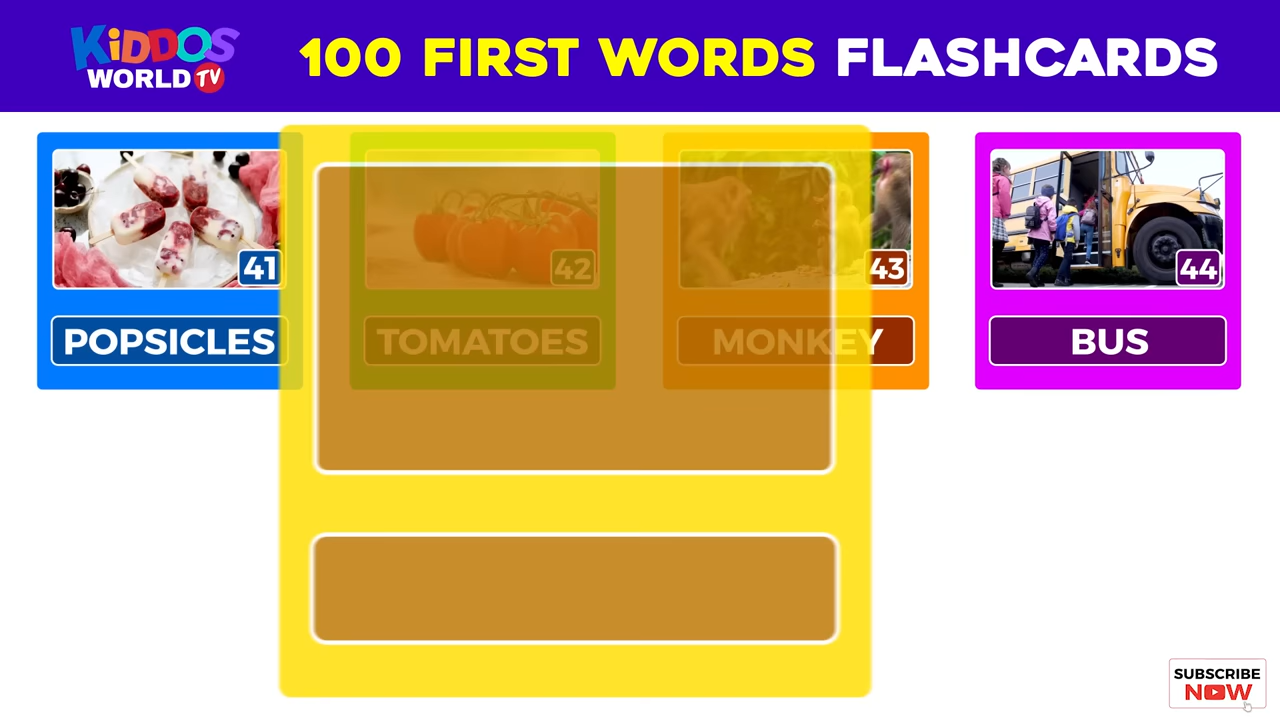 KiDDOS
WORLD TV
100 FIRST WORDS FLASHCARDS
41
42
43
44
POPSICLES
TOMATOES
MONKEY
BUS
SUBSCRIBE
NOW